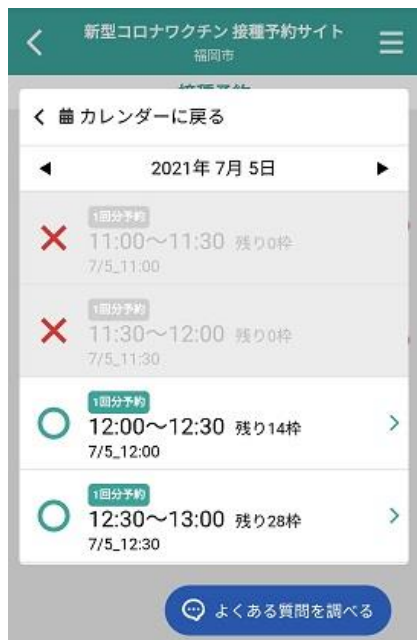 新型コロナワクチン 接種予約サイト
福岡市
カレンダーに戻る
2021年 7月 5日
1回分予約
11:00～11:30 残り0枠
7/5_11:00
1回分予約
11:30～12:00 残り0枠
7/5_11:30
1回分予約
12:00～12:30 残り14枠
7/5_12:00
1回分予約
12:30～13:00 残り28枠
7/5_12:30
よくある質問を調べる